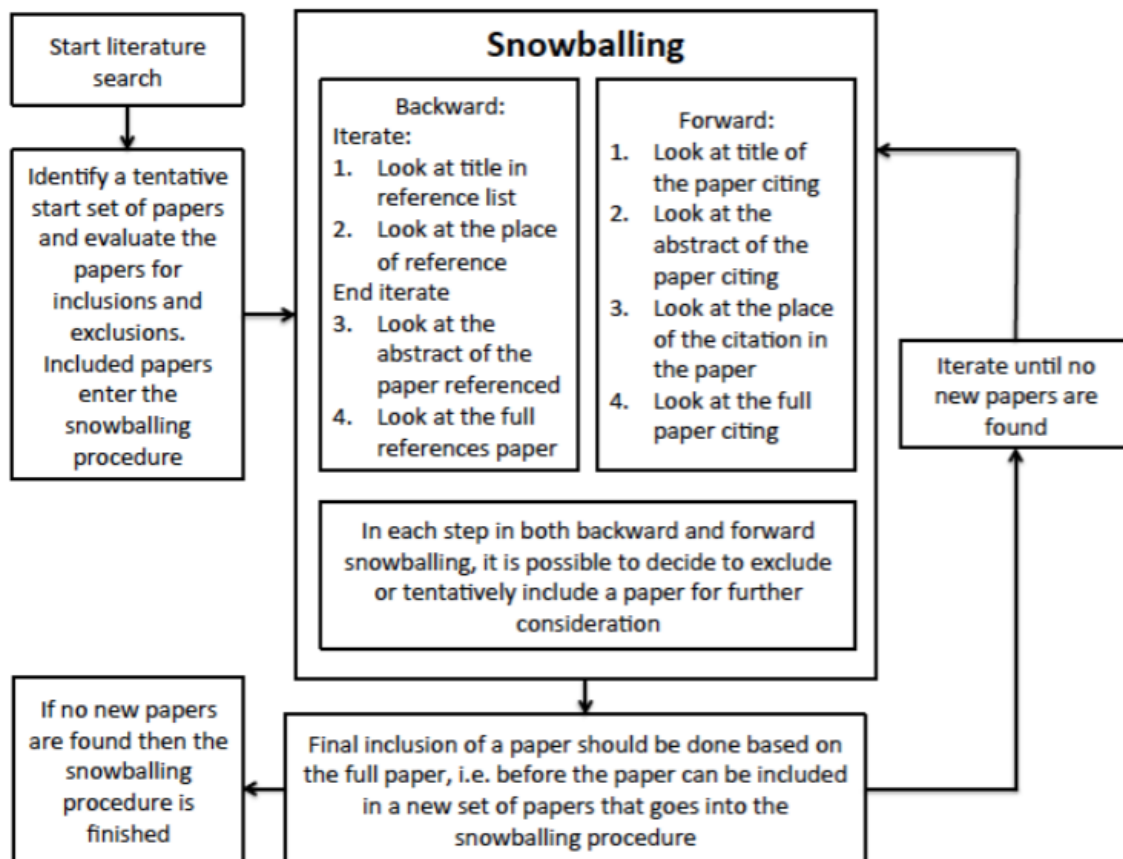 Start literature
search
Identify a tentative
start set of papers
and evaluate the
papers for
inclusions and
exclusions.
Included papers
enter the
snowballing
procedure
Snowballing
Backward:
Iterate:
1. Look at title in
reference list
2. Look at the place
of reference
End iterate
3. Look at the
abstract of the
paper referenced
4. Look at the full
references paper
Forward:
1. Look at title of
the paper citing
2. Look at the
abstract of the
paper citing
3. Look at the place
of the citation in
the paper
4. Look at the full
paper citing
In each step in both backward and forward
snowballing, it is possible to decide to exclude
or tentatively include a paper for further
consideration
Iterate until no
new papers are
found
Final inclusion of a paper should be done based on
the full paper, i.e. before the paper can be included
in a new set of papers that goes into the
snowballing procedure
If no new papers
are found then the
snowballing
procedure is
finished